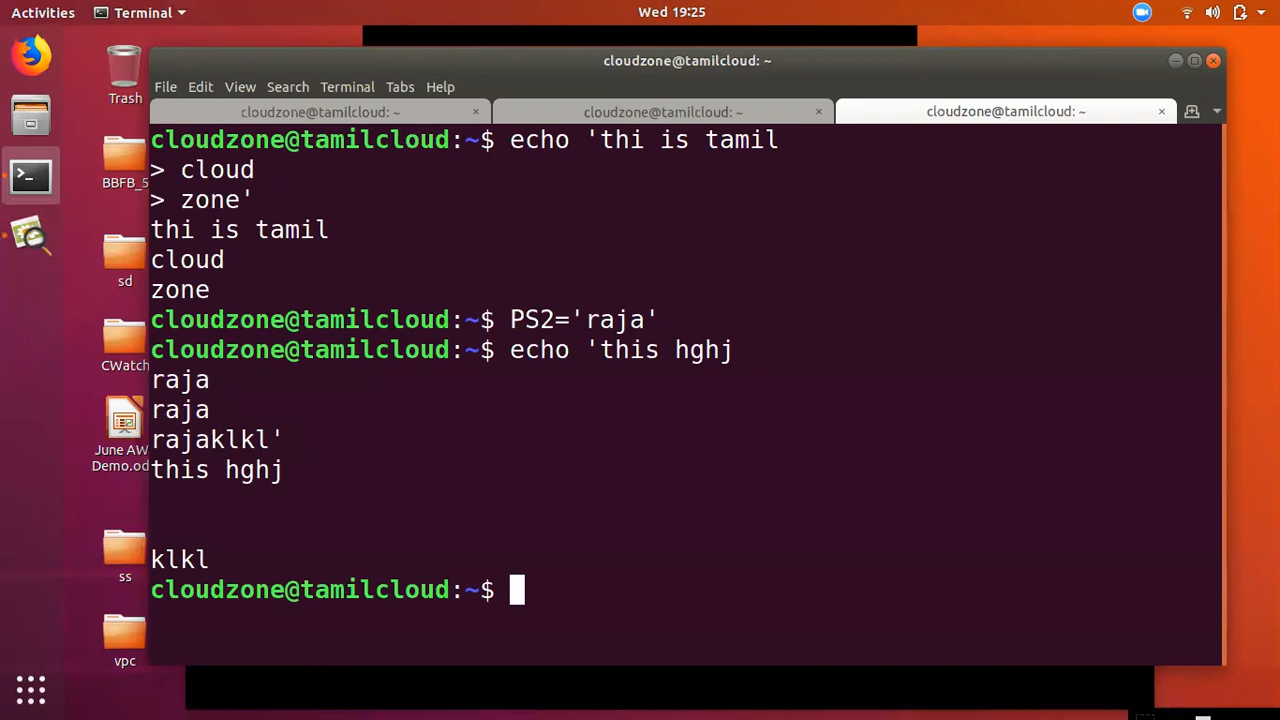 Activities
Terminal
Wed 19:25
cloudzone@tamilcloud: ~
File Edit View Search Terminal Tabs Help
cloudzone@tamilcloud: ~ ×
cloudzone@tamilcloud: ~ ×
cloudzone@tamilcloud: ~ ×
cloudzone@tamilcloud:~$ echo 'thi is tamil
> cloud
> zone'
thi is tamil
cloud
zone
cloudzone@tamilcloud:~$ PS2='raja'
cloudzone@tamilcloud:~$ echo 'this hghj
raja
raja
rajaklkl'
this hghj
klkl
cloudzone@tamilcloud:~$
Trash
BBFB_5
sd
CWatch
June AW
Demo.od
ss
vpc